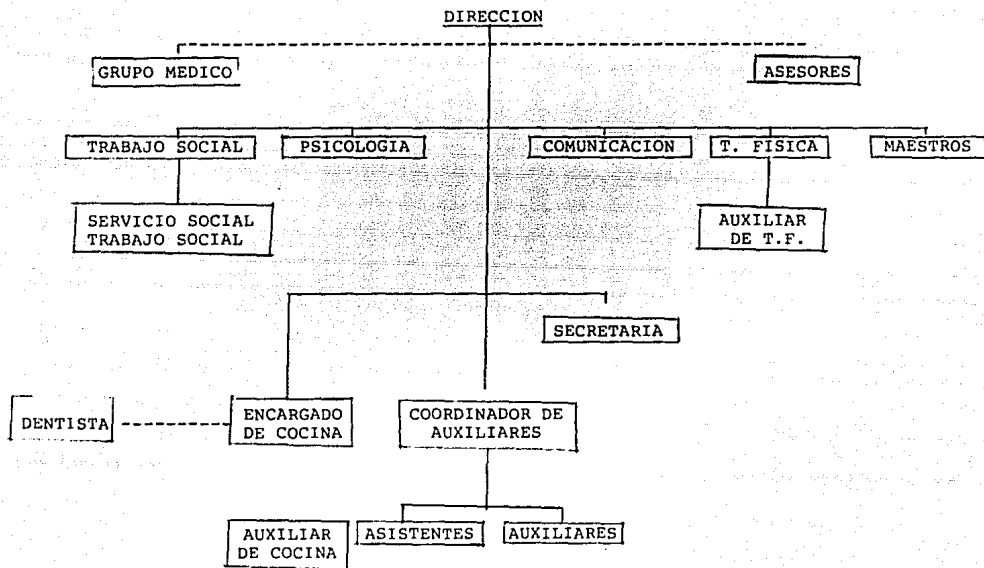 DIRECCION
GRUPO MEDICO
ASESORES
TRABAJO SOCIAL
PSICOLOGIA
COMUNICACION
T. FISICA
MAESTROS
SERVICIO SOCIAL
TRABAJO SOCIAL
AUXILIAR
DE T.F.
SECRETARIA
DENTISTA
ENCARGADO
DE COCINA
COORDINADOR DE
AUXILIARES
AUXILIAR
DE COCINA
ASISTENTES
AUXILIARES